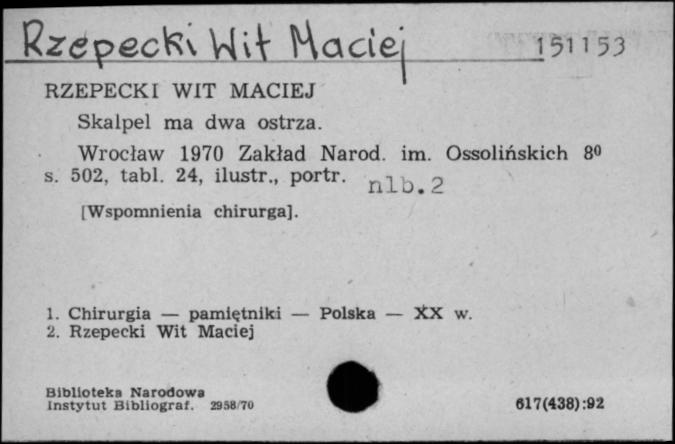 Rzepecki Wit Maciej 151153
RZEPECKI WIT MACIEJ
Skalpel ma dwa ostrza.
Wrocław 1970 Zakład Narod. im. Ossolińskich 8⁰
s. 502, tabl. 24, ilustr., portr. nlb.2
[Wspomnienia chirurga].
1. Chirurgia — pamiętniki — Polska — XX w.
2. Rzepecki Wit Maciej
Biblioteka Narodowa
Instytut Bibliograf. 2958/70 617(438):92